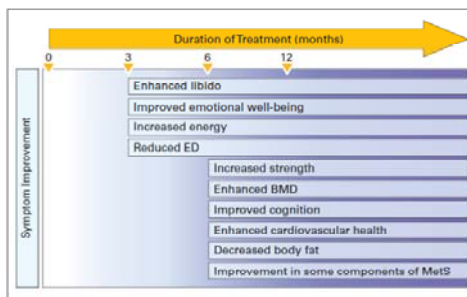 Duration of Treatment (months)
0 3 6 12
Symptom Improvement
Enhanced libido
Improved emotional well-being
Increased energy
Reduced ED
Increased strength
Enhanced BMD
Improved cognition
Enhanced cardiovascular health
Decreased body fat
Improvement in some components of MetS